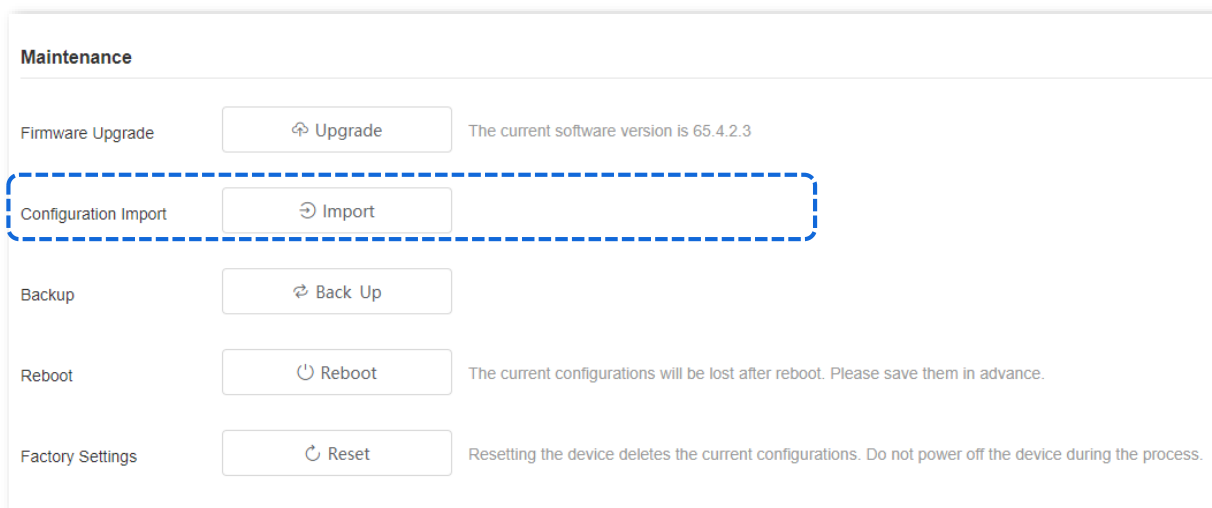 Maintenance
Firmware Upgrade Upgrade The current software version is 65.4.2.3
Configuration Import Import
Backup Back Up
Reboot Reboot The current configurations will be lost after reboot. Please save them in advance.
Factory Settings Reset Resetting the device deletes the current configurations. Do not power off the device during the process.